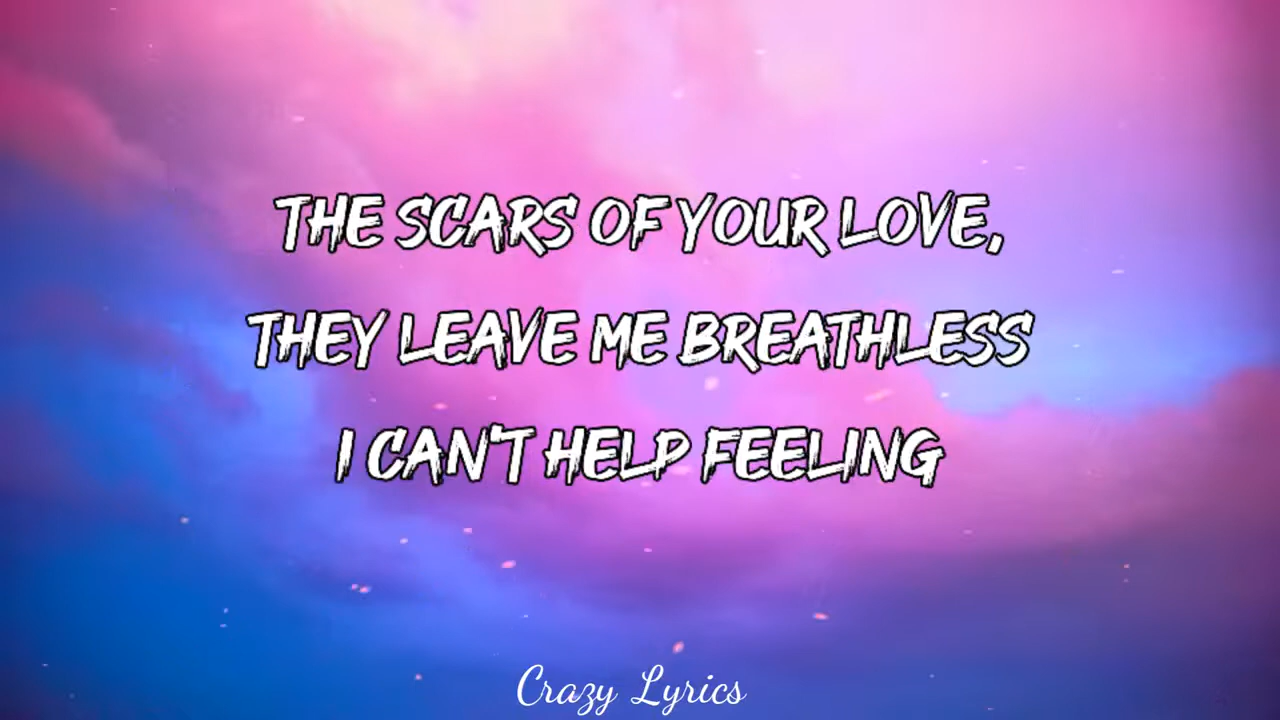 THE SCARS OF YOUR LOVE,
THEY LEAVE ME BREATHLESS
I CAN'T HELP FEELING
Crazy Lyrics